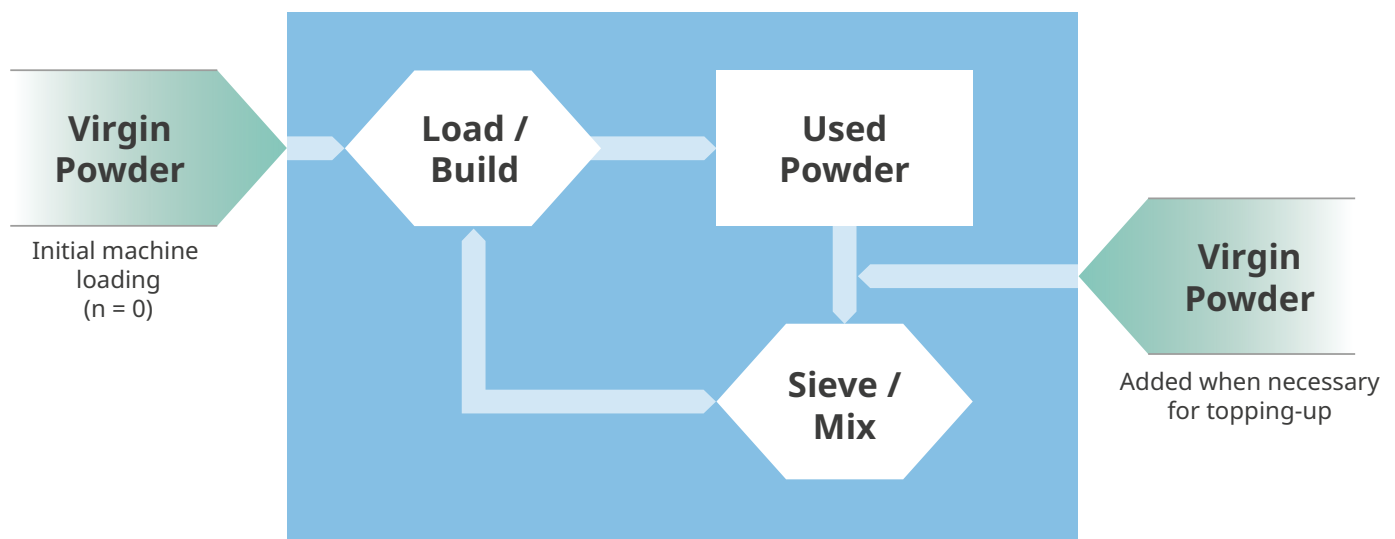 Virgin
Powder
Initial machine
loading
(n = 0)
Load /
Build
Used
Powder
Virgin
Powder
Added when necessary
for topping-up
Sieve /
Mix